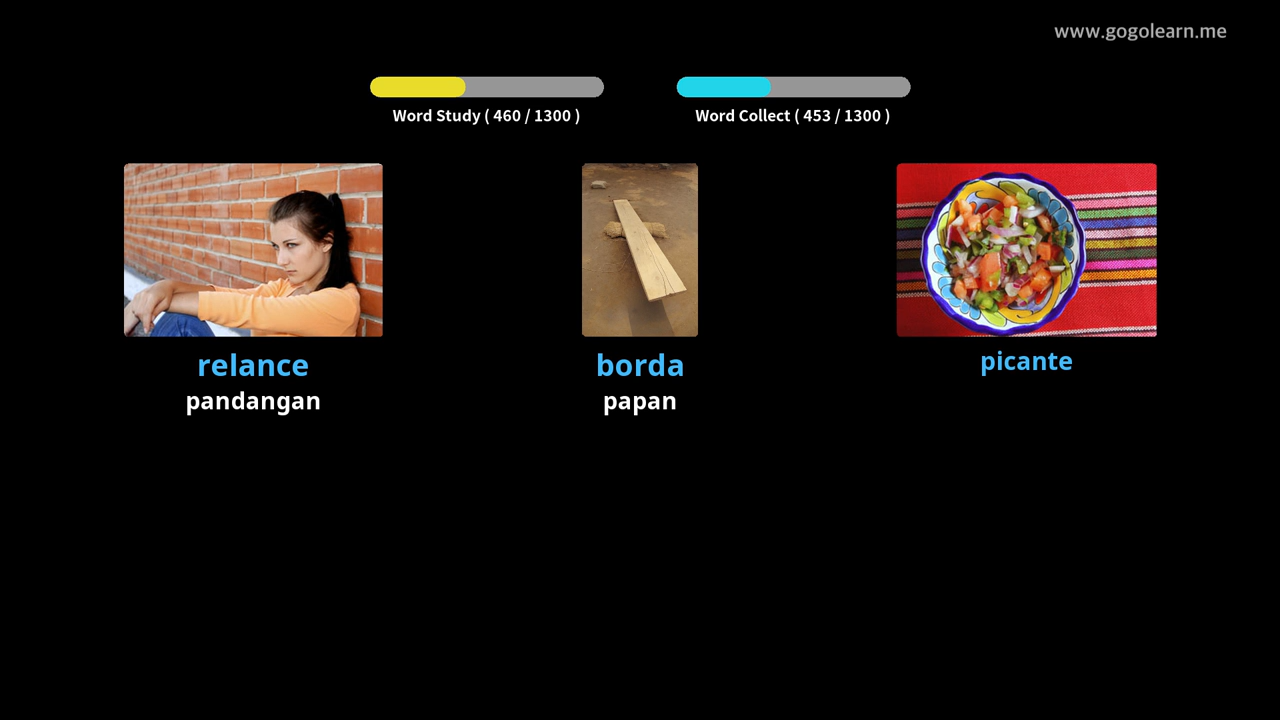 www.gogolearn.me
Word Study ( 460 / 1300 )
Word Collect ( 453 / 1300 )
relance
pandangan
borda
papan
picante